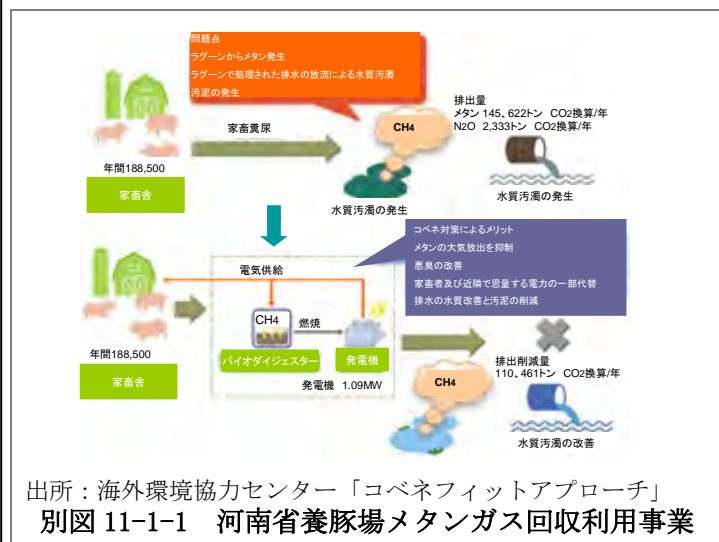 問題点
ラグーンからメタン発生
ラグーンで処理された排水の放流による水質汚濁
汚泥の発生
排出量
メタン 145、622トン CO2換算/年
N2O 2,333トン CO2換算/年
CH4
家畜糞尿
年間188,500
家畜舎
水質汚濁の発生
水質汚濁の発生
コベネ対策によるメリット
メタンの大気放出を抑制
悪臭の改善
家畜者及び近隣で思量する電力の一部代替
排水の水質改善と汚泥の削減
電気供給
CH4
燃焼
バイオダイジェスター
発電機
発電機 1.09MW
年間188,500
家畜舎
CH4
排出削減量
110、461トン CO2換算/年
水質汚濁の改善
出所：海外環境協力センター「コベネフィットアプローチ」
別図 11-1-1 河南省養豚場メタンガス回収利用事業